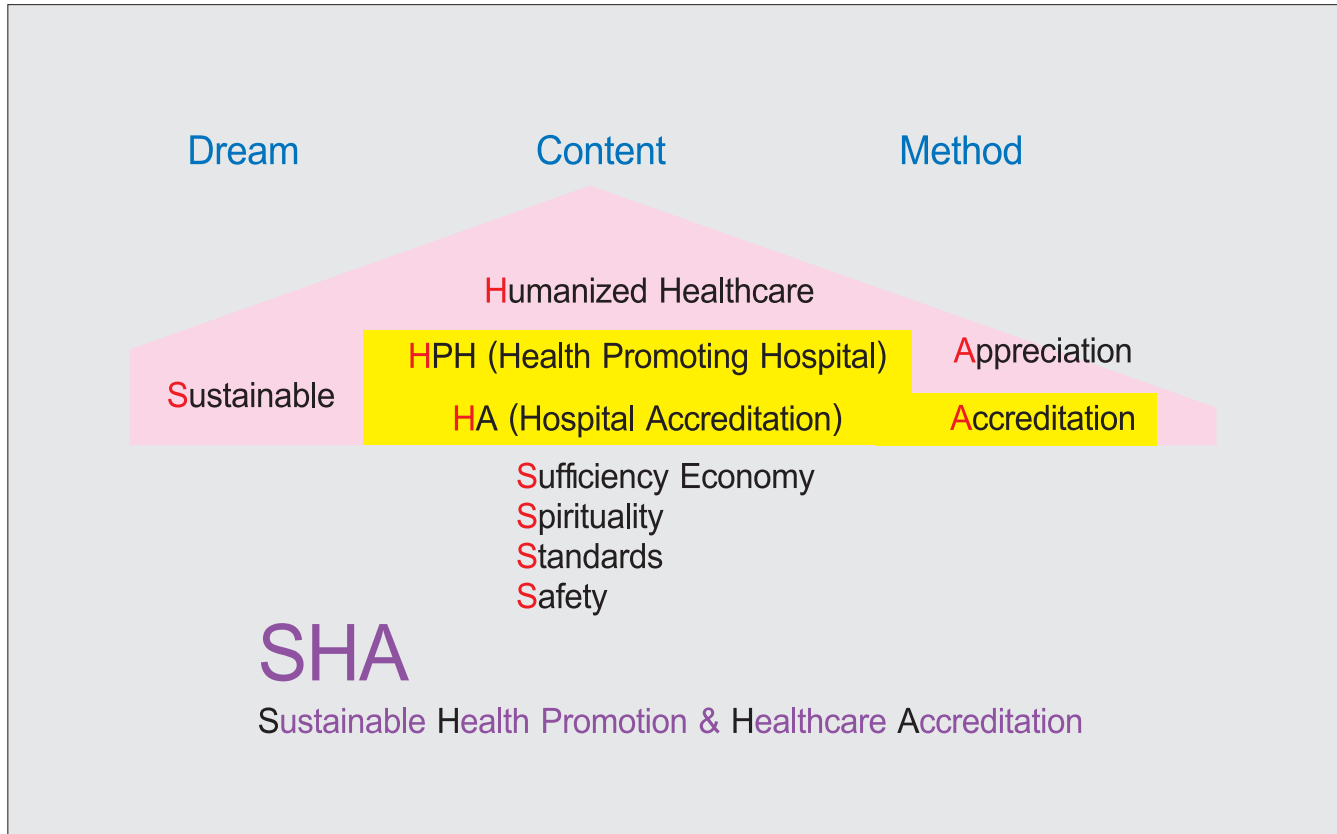 Dream Content Method
Humanized Healthcare
HPH (Health Promoting Hospital)
Appreciation
Sustainable
HA (Hospital Accreditation)
Accreditation
Sufficiency Economy
Spirituality
Standards
Safety
SHA
Sustainable Health Promotion & Healthcare Accreditation